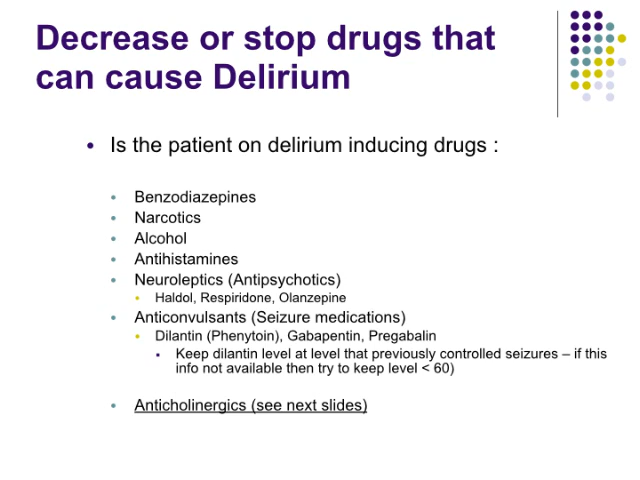 Decrease or stop drugs that
can cause Delirium
• Is the patient on delirium inducing drugs :
• Benzodiazepines
• Narcotics
• Alcohol
• Antihistamines
• Neuroleptics (Antipsychotics)
• Haldol, Respiridone, Olanzepine
• Anticonvulsants (Seizure medications)
• Dilantin (Phenytoin), Gabapentin, Pregabalin
• Keep dilantin level at level that previously controlled seizures – if this
info not available then try to keep level < 60)
• Anticholinergics (see next slides)